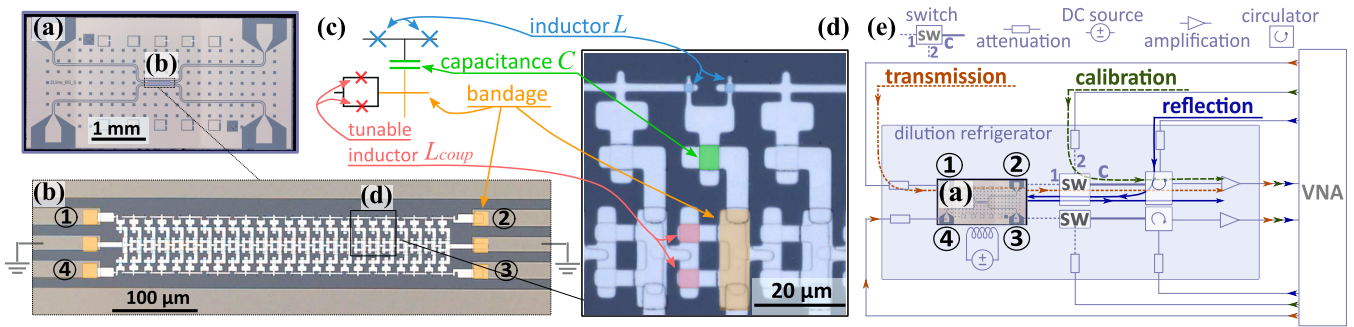 (a)
(b)
1 mm
(b)
(d)
1
2
4
3
100 µm
(c)
inductor L
capacitance C
bandage
tunable
inductor Lcoup
(d)
20 µm
(e)
switch
SW
1
C
2
attenuation
DC source
amplification
circulator
transmission
calibration
reflection
dilution refrigerator
1
2
(a)
4
3
2
1
SW
C
SW
VNA